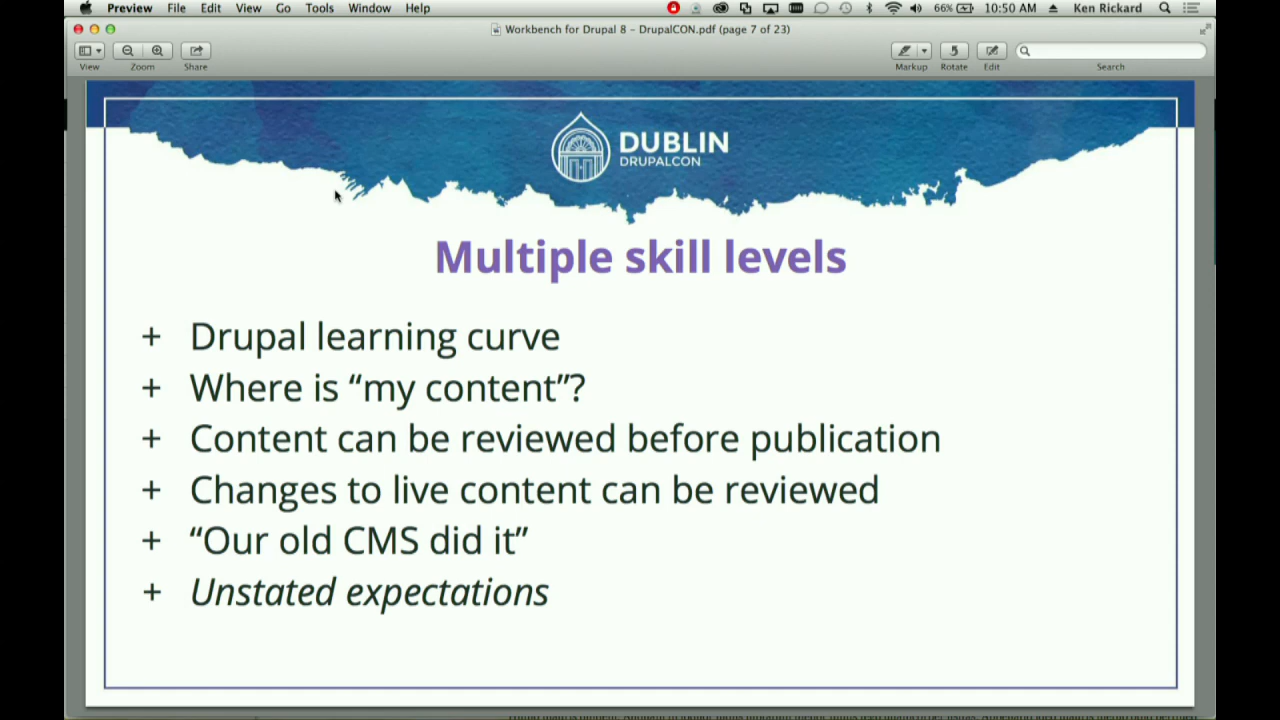 Preview File Edit View Go Tools Window Help 66% 10:50 AM Ken Rickard
Workbench for Drupal 8 – DrupalCON.pdf (page 7 of 23)
View Zoom Share Markup Rotate Edit Search
DUBLIN
DRUPALCON
Multiple skill levels
+ Drupal learning curve
+ Where is “my content”?
+ Content can be reviewed before publication
+ Changes to live content can be reviewed
+ “Our old CMS did it”
+ Unstated expectations